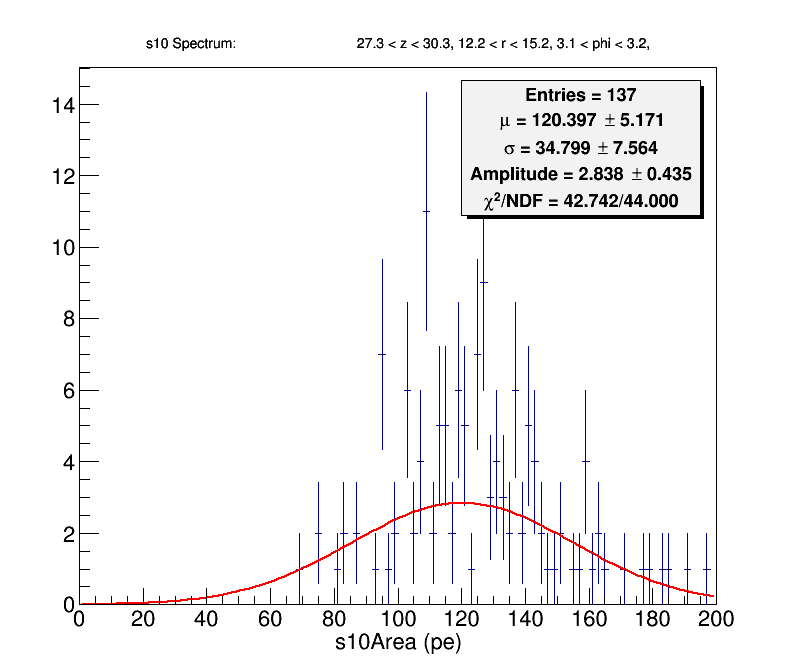 s10 Spectrum: 27.3 < z < 30.3, 12.2 < r < 15.2, 3.1 < phi < 3.2,
Entries = 137
μ = 120.397 ± 5.171
σ = 34.799 ± 7.564
Amplitude = 2.838 ± 0.435
χ²/NDF = 42.742/44.000
14
12
10
8
6
4
2
0
0 20 40 60 80 100 120 140 160 180 200
s10Area (pe)